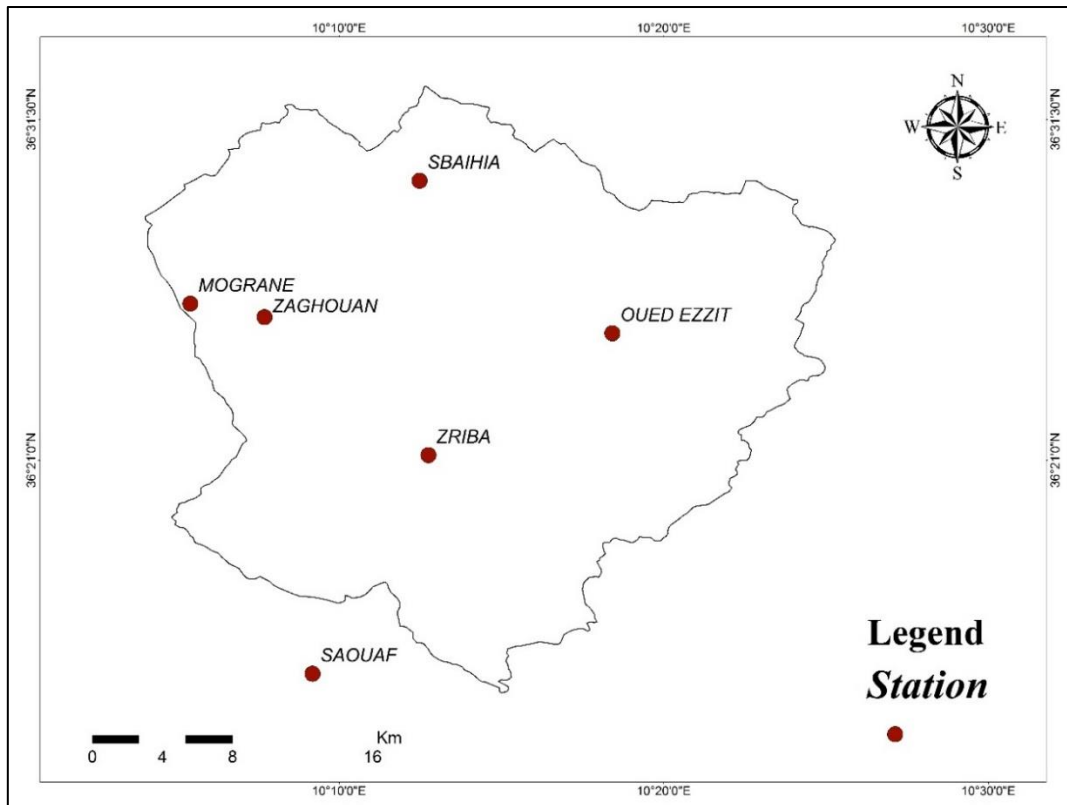 10°10'0"E 10°20'0"E 10°30'0"E
N
W E
S
36°31'30"N 36°31'30"N
SBAIHIA
MOGRANE
ZAGHOUAN
OUED EZZIT
ZRIBA
36°21'0"N 36°21'0"N
SAOUAF
Legend
Station
Km
0 4 8 16
10°10'0"E 10°20'0"E 10°30'0"E